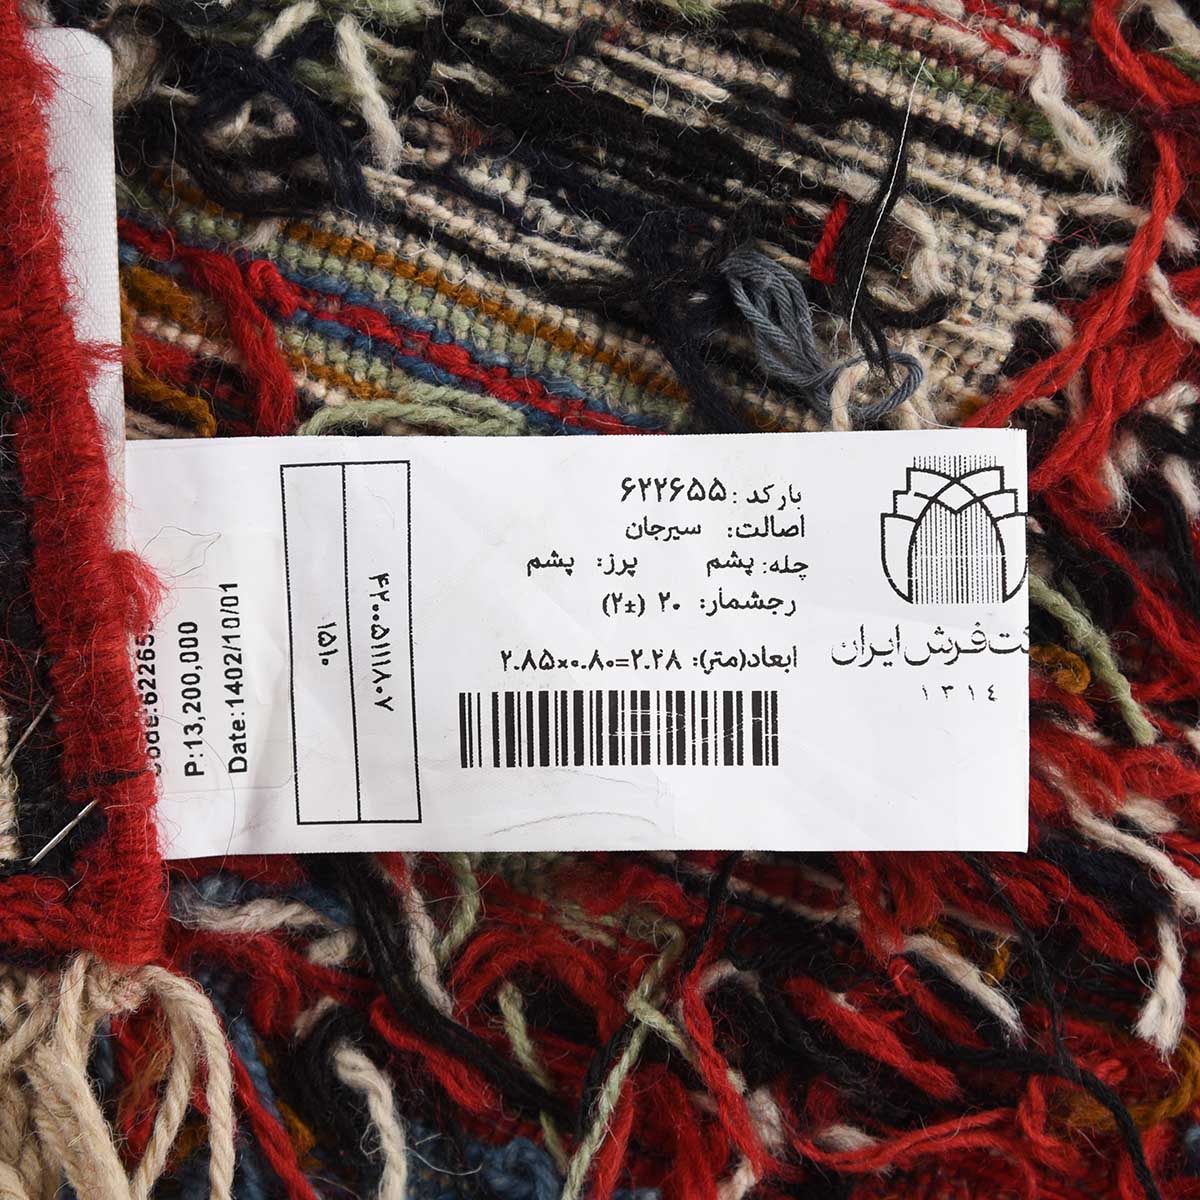 بارکد: ۶۲۲۶۵۵
اصالت: سیرجان
چله: پشم پرز: پشم
رجشمار: ۲۰ (±۲)
ابعاد(متر): ۲.۸۵×۰.۸۰=۲.۲۸
فرش ایران
۱۳۱۴
۴۲۰۰۵۱۱۱۸۰۷
۱۵۱۰
P:13,200,000
Date:1402/10/01